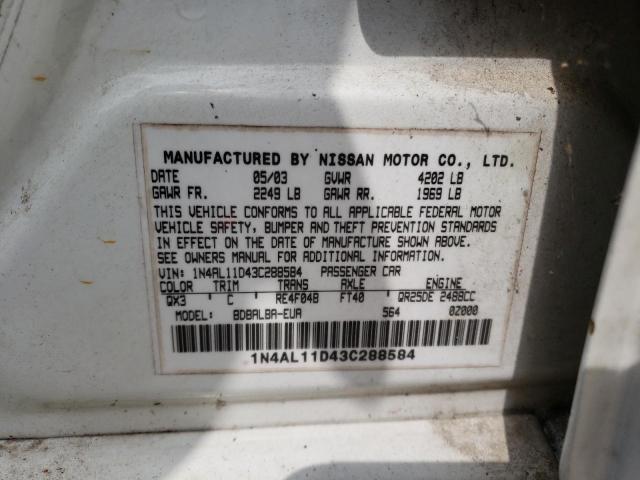 MANUFACTURED BY NISSAN MOTOR CO., LTD.
DATE 05/03 GVWR 4202 LB
GAWR FR. 2249 LB GAWR RR. 1969 LB
THIS VEHICLE CONFORMS TO ALL APPLICABLE FEDERAL MOTOR
VEHICLE SAFETY, BUMPER AND THEFT PREVENTION STANDARDS
IN EFFECT ON THE DATE OF MANUFACTURE SHOWN ABOVE.
SEE OWNERS MANUAL FOR ADDITIONAL INFORMATION.
VIN: 1N4AL11D43C288584 PASSENGER CAR
COLOR TRIM TRANS AXLE ENGINE
QX3 C RE4F04B FT40 QR25DE 2488CC
MODEL: BDBALBA-EUA 564 0Z000
1N4AL11D43C288584